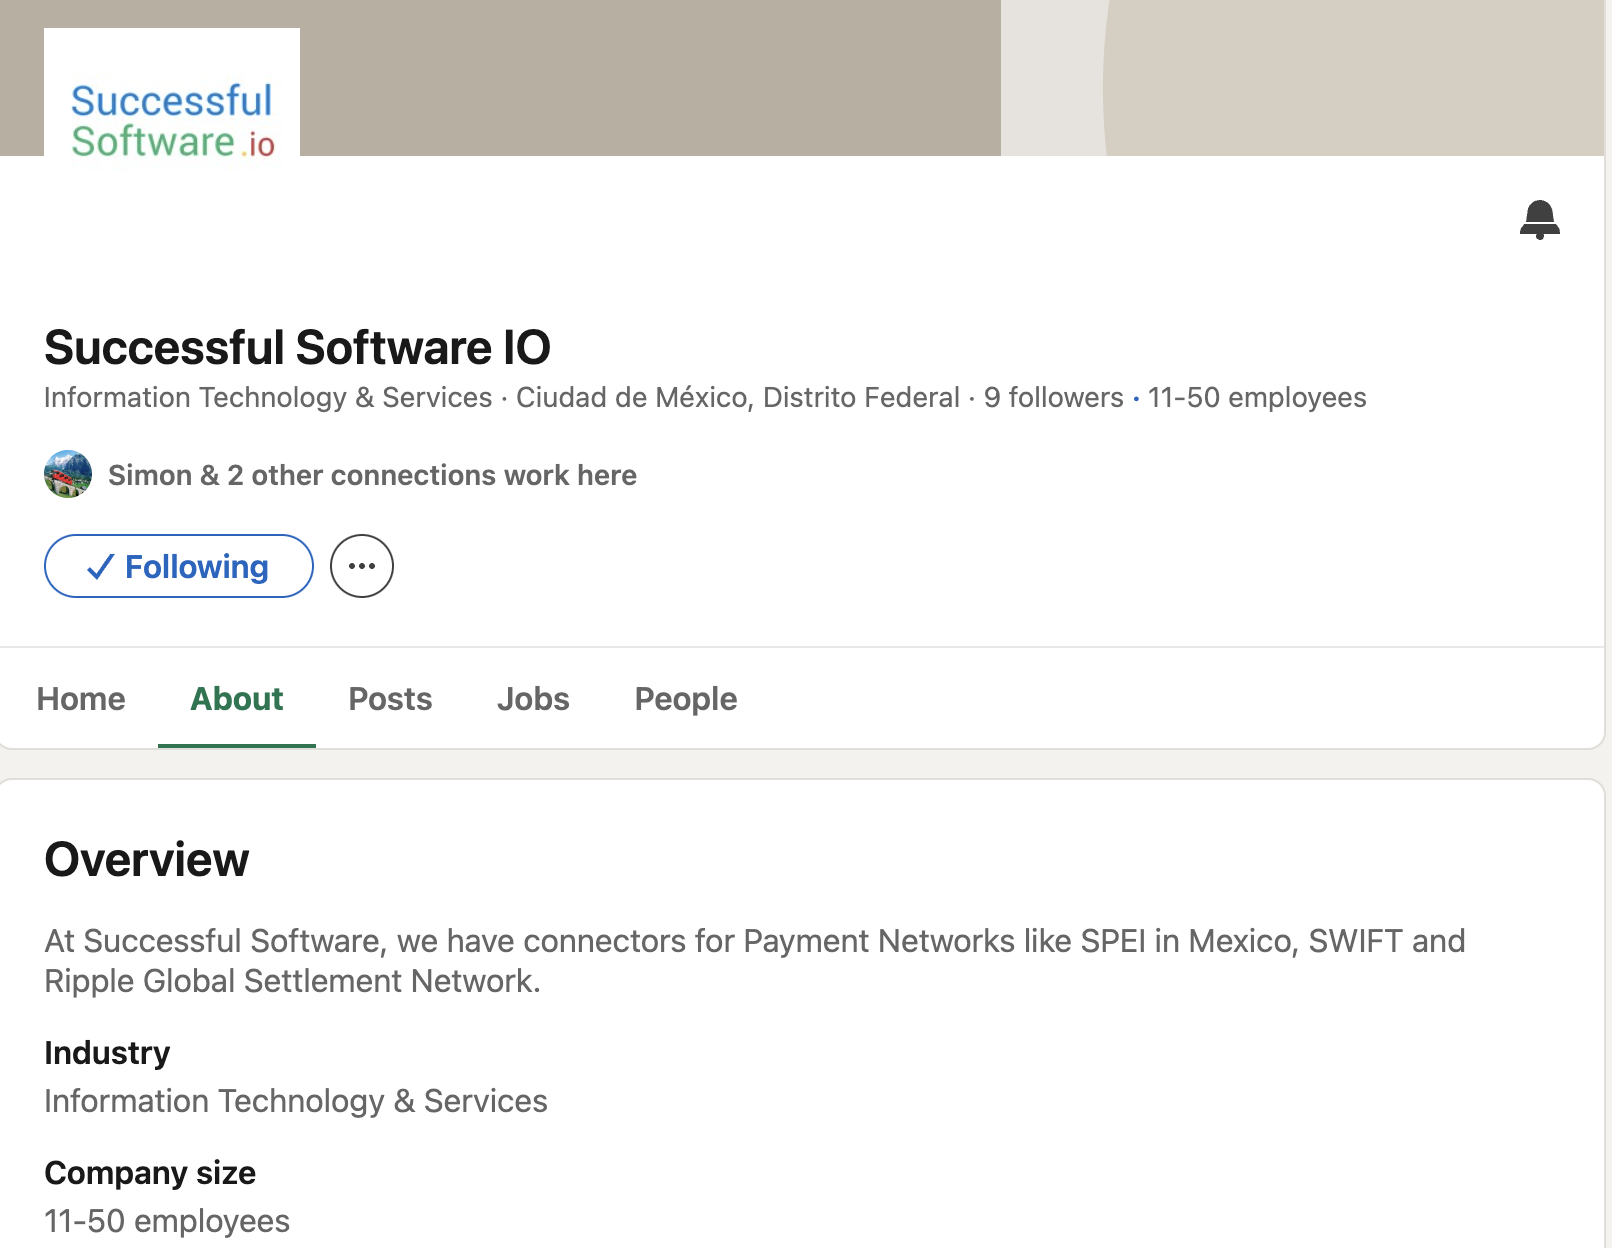 Successful
Software.io
Successful Software IO
Information Technology & Services · Ciudad de México, Distrito Federal · 9 followers · 11-50 employees
Simon & 2 other connections work here
Following
Home About Posts Jobs People
Overview
At Successful Software, we have connectors for Payment Networks like SPEI in Mexico, SWIFT and
Ripple Global Settlement Network.
Industry
Information Technology & Services
Company size
11-50 employees